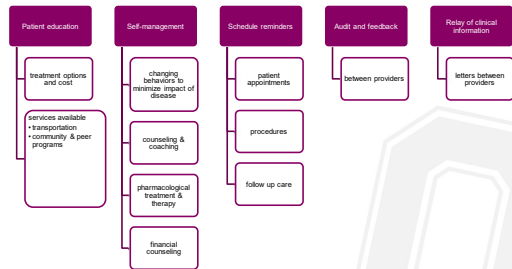 Patient education
treatment options
and cost
services available
• transportation
• community & peer
programs
Self-management
changing
behaviors to
minimize impact of
disease
counseling &
coaching
pharmacological
treatment &
therapy
financial
counseling
Schedule reminders
patient
appointments
procedures
follow up care
Audit and feedback
between providers
Relay of clinical
information
letters between
providers